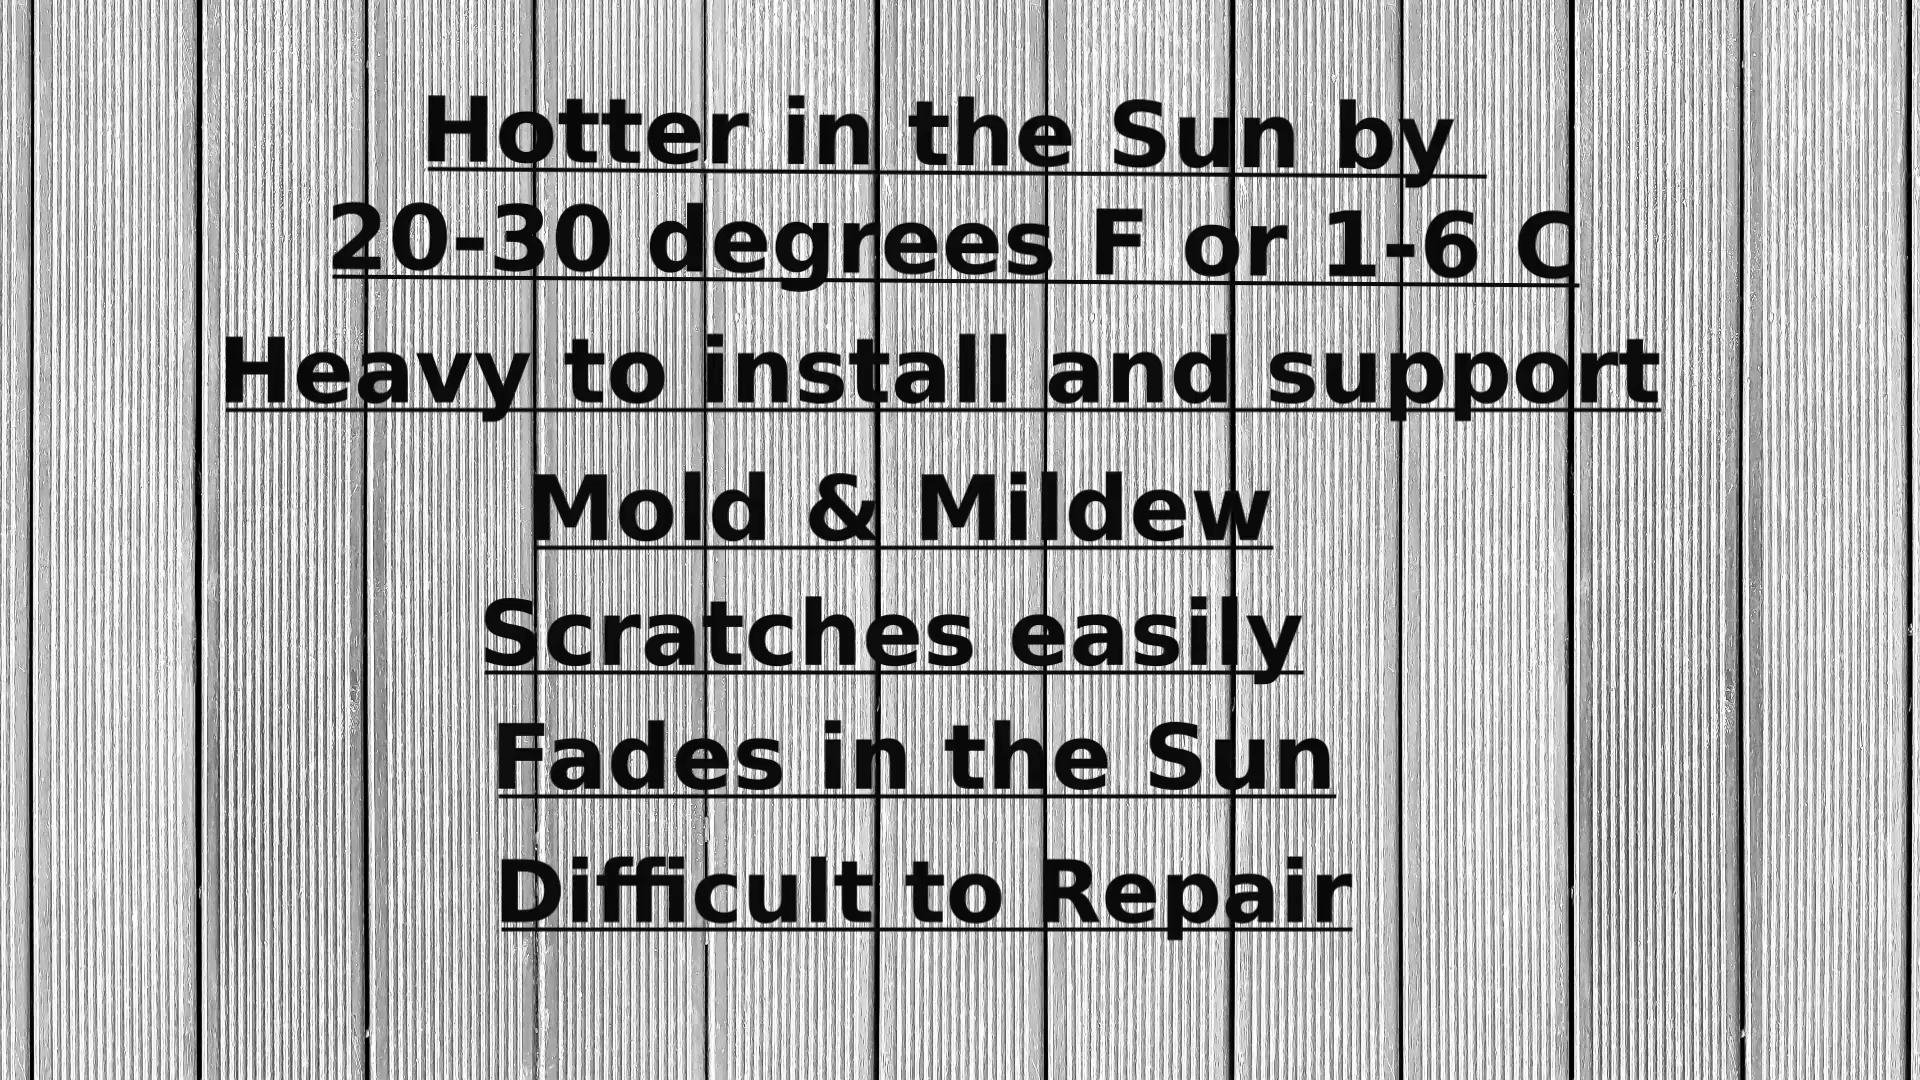 Hotter in the Sun by
20-30 degrees F or 1-6 C
Heavy to install and support
Mold & Mildew
Scratches easily
Fades in the Sun
Difficult to Repair